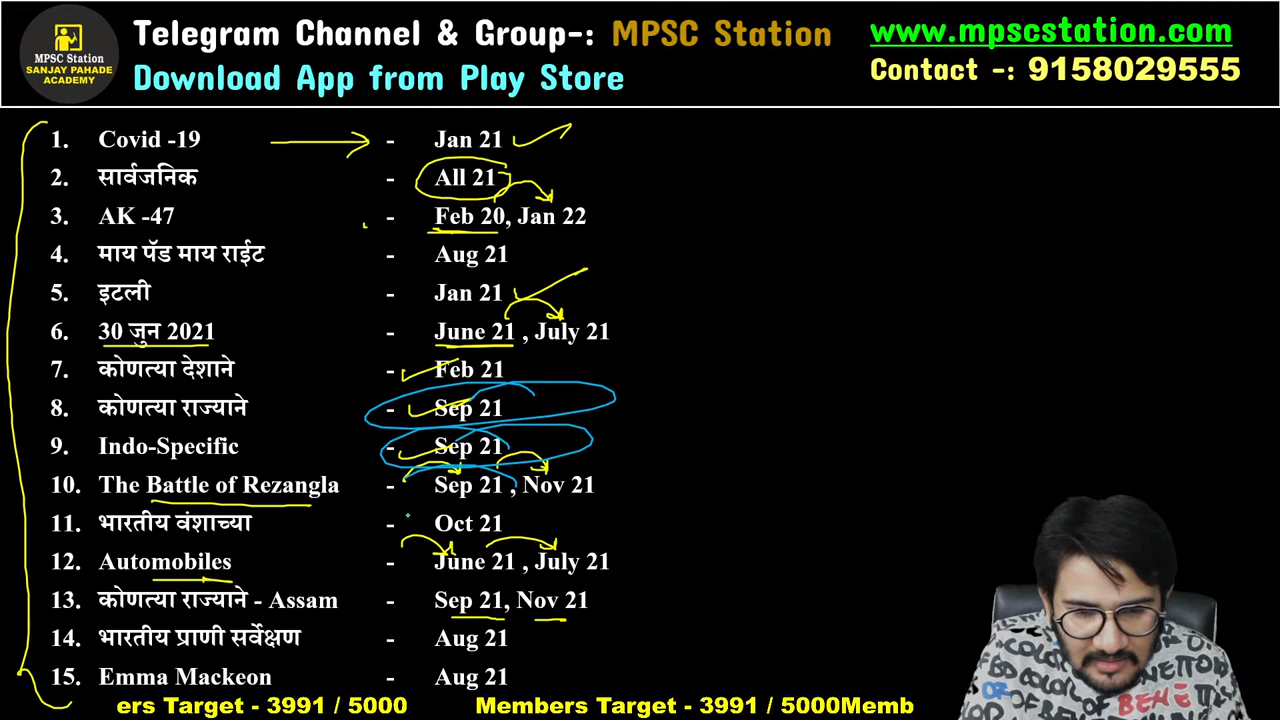 MPSC Station
SANJAY PAHADE
ACADEMY
Telegram Channel & Group-: MPSC Station
Download App from Play Store
www.mpscstation.com
Contact -: 9158029555
1. Covid -19 - Jan 21
2. सार्वजनिक - All 21
3. AK -47 - Feb 20, Jan 22
4. माय पॅड माय राईट - Aug 21
5. इटली - Jan 21
6. 30 जुन 2021 - June 21 , July 21
7. कोणत्या देशाने - Feb 21
8. कोणत्या राज्याने - Sep 21
9. Indo-Specific - Sep 21
10. The Battle of Rezangla - Sep 21 , Nov 21
11. भारतीय वंशाच्या - Oct 21
12. Automobiles - June 21 , July 21
13. कोणत्या राज्याने - Assam - Sep 21, Nov 21
14. भारतीय प्राणी सर्वेक्षण - Aug 21
15. Emma Mackeon - Aug 21
ers Target - 3991 / 5000 Members Target - 3991 / 5000Memb